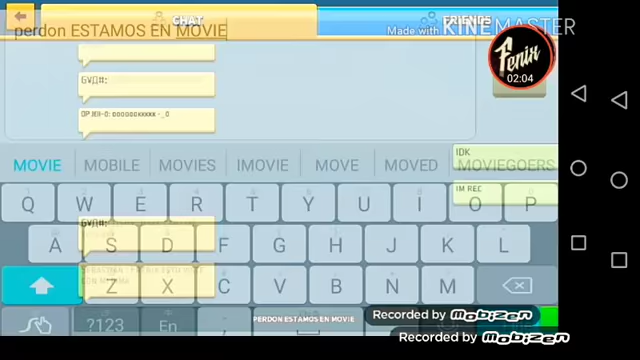 CHAT
FRIENDS
perdon ESTAMOS EN MOVIE
Made with KINEMASTER
Fenix
02:04
IDK
MOVIE MOBILE MOVIES IMOVIE MOVE MOVED MOVIEGOERS
IM REC
Q W E R T Y U I O P
A S D F G H J K L
Z X C V B N M
PERDON ESTAMOS EN MOVIE
Recorded by Mobizen
?123 En
Recorded by Mobizen